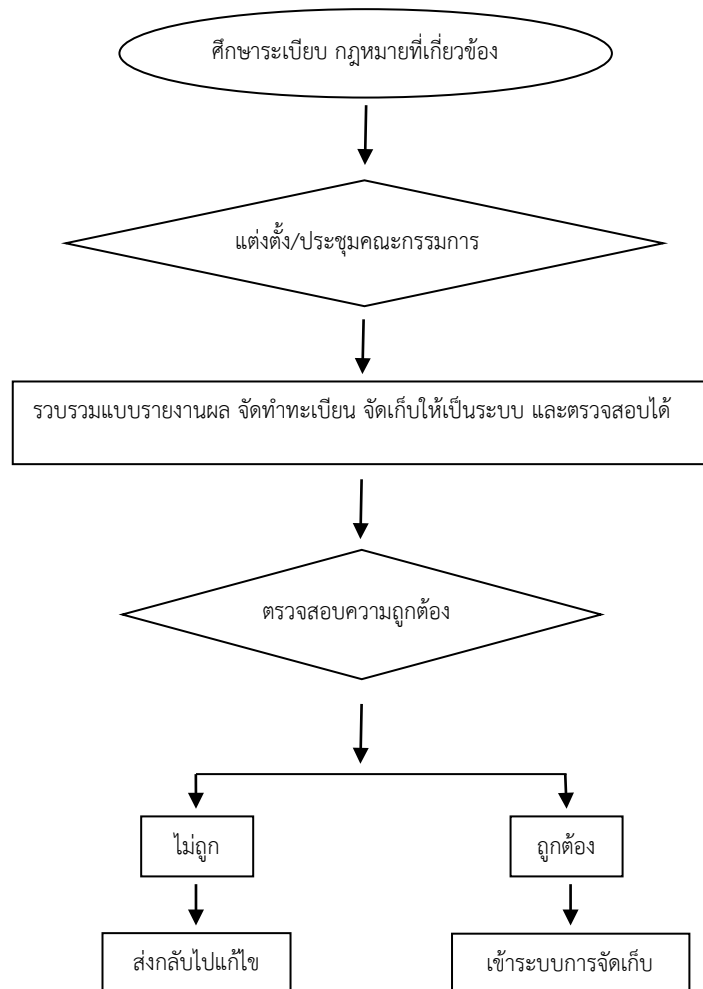 ศึกษาระเบียบ กฎหมายที่เกี่ยวข้อง
แต่งตั้ง/ประชุมคณะกรรมการ
รวบรวมแบบรายงานผล จัดทำทะเบียน จัดเก็บให้เป็นระบบ และตรวจสอบได้
ตรวจสอบความถูกต้อง
ไม่ถูก
ถูกต้อง
ส่งกลับไปแก้ไข
เข้าระบบการจัดเก็บ